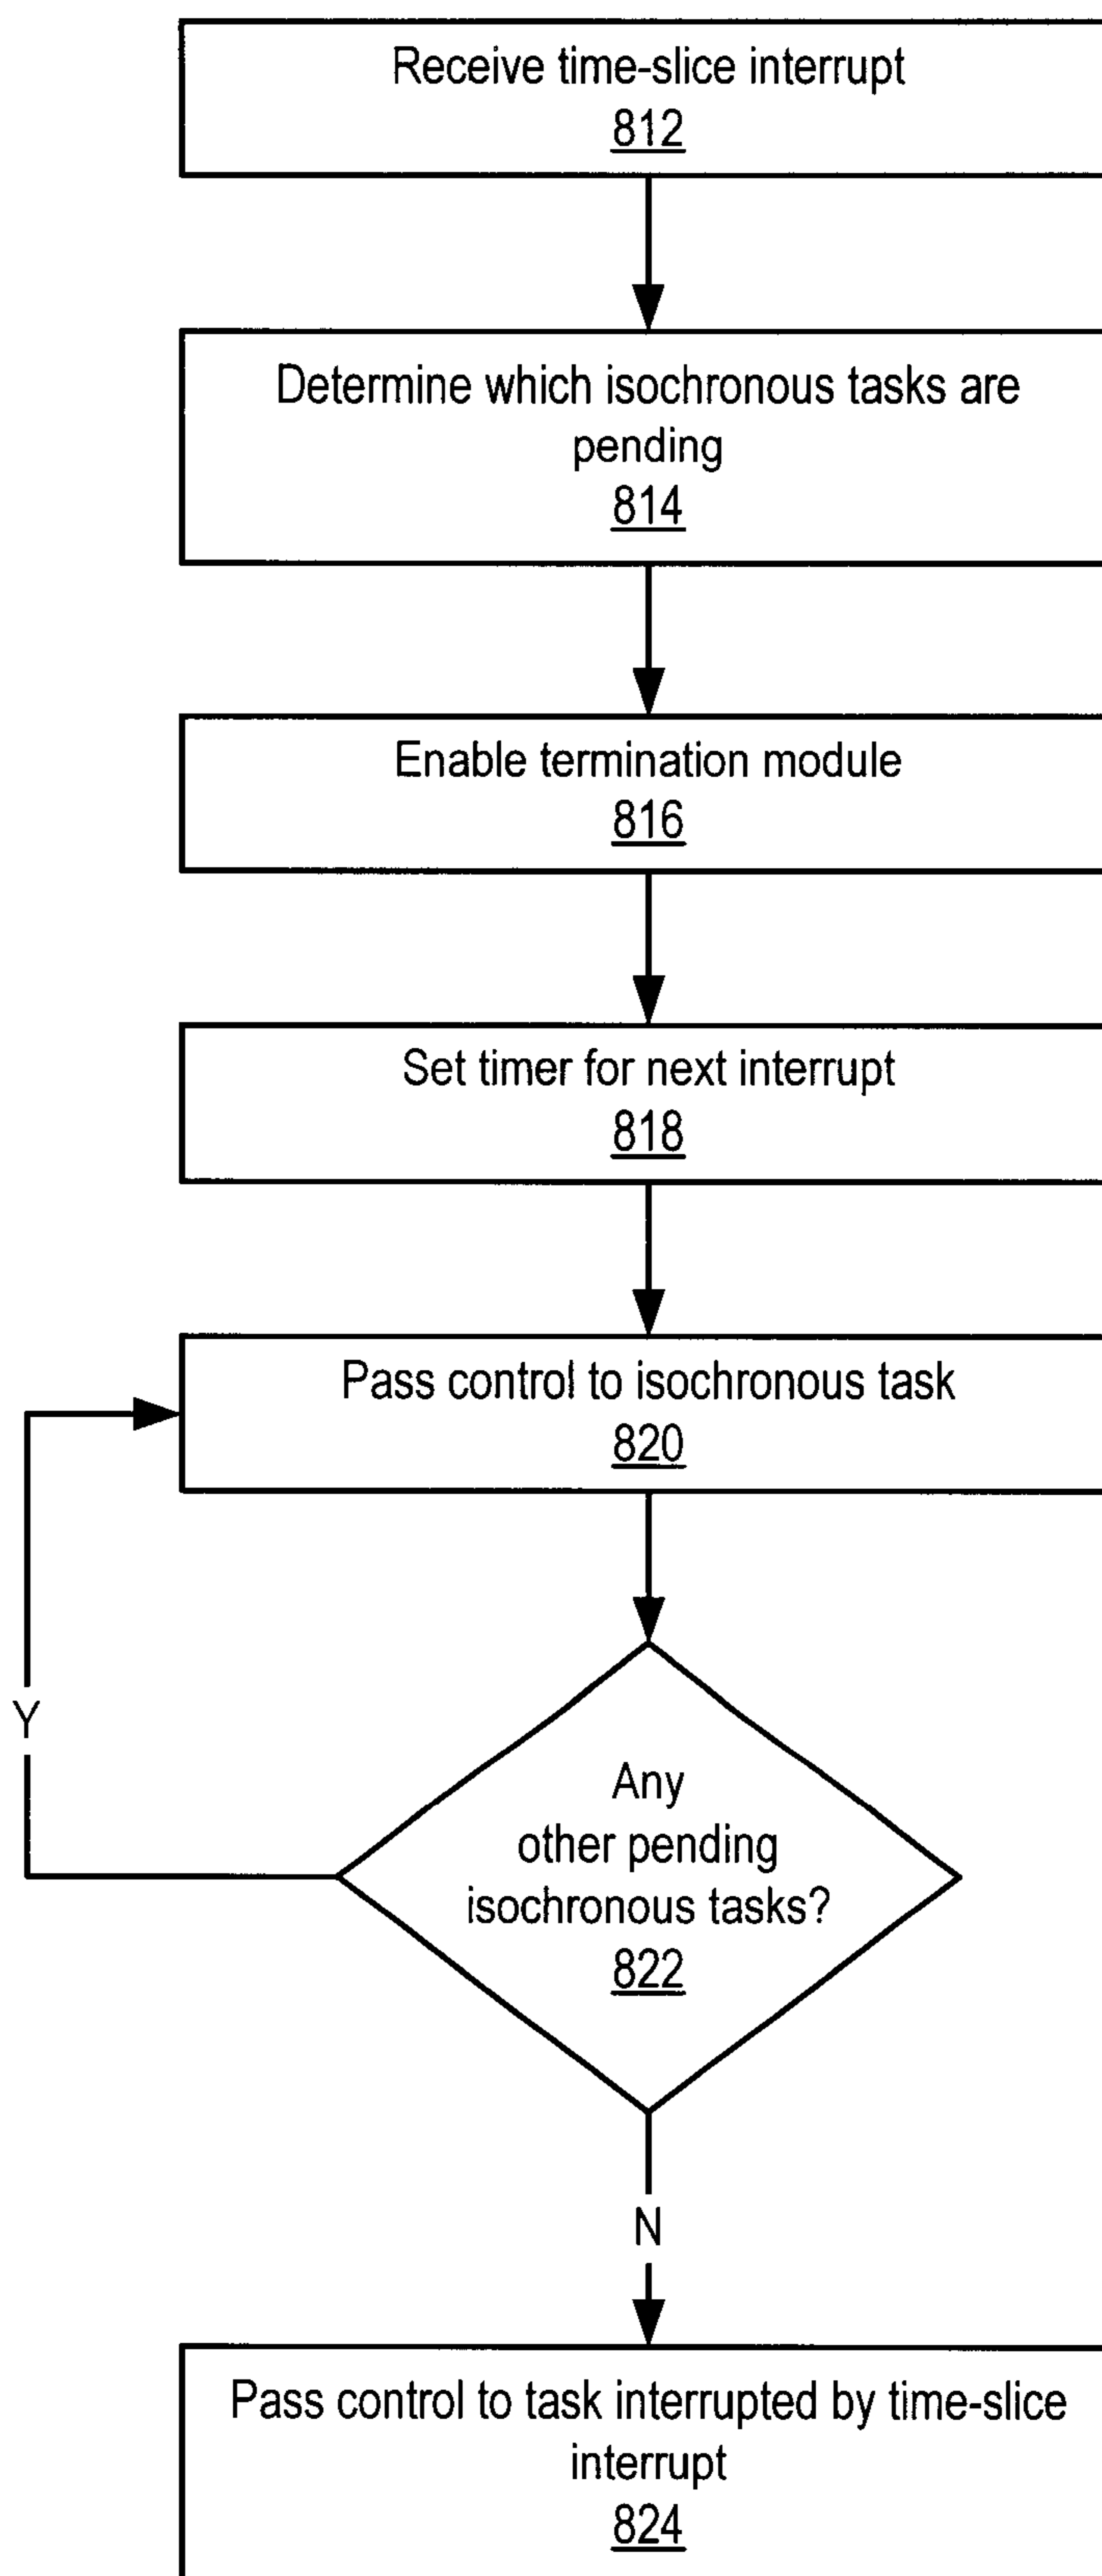 Receive time-slice interrupt
812
Determine which isochronous tasks are
pending
814
Enable termination module
816
Set timer for next interrupt
818
Pass control to isochronous task
820
Y
Any
other pending
isochronous tasks?
822
N
Pass control to task interrupted by time-slice
interrupt
824